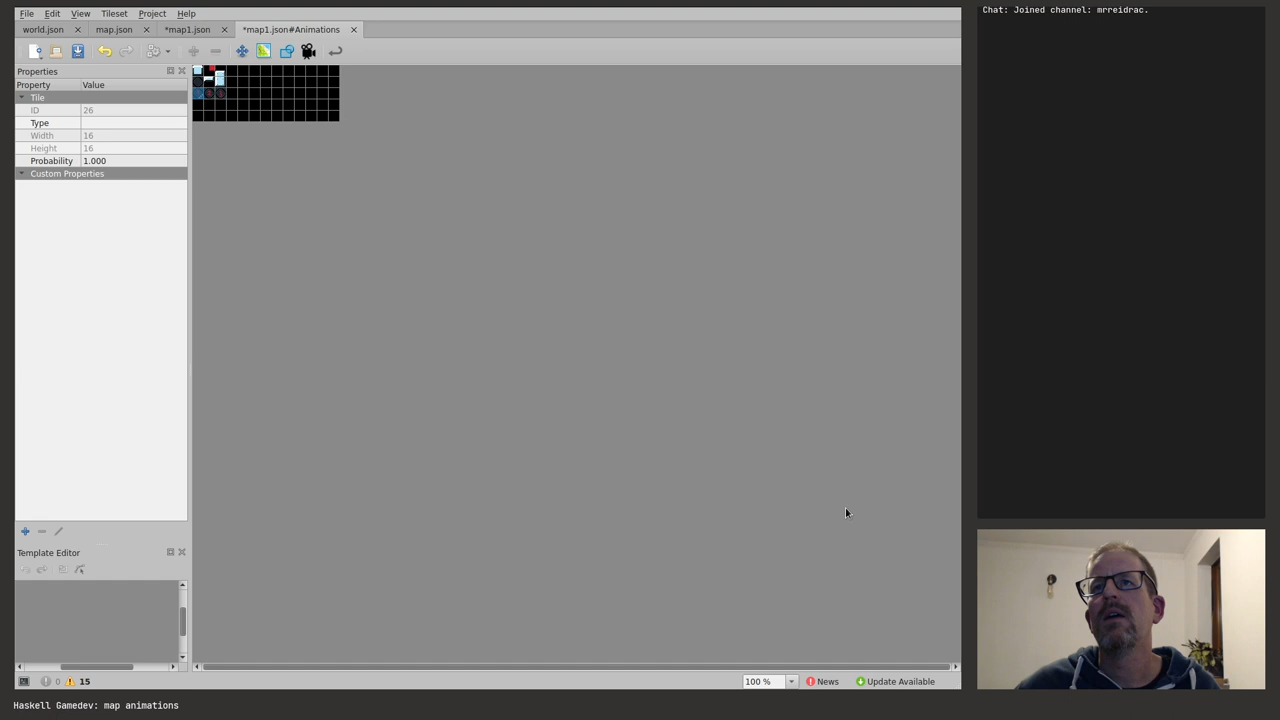 Chat: Joined channel: mrreidrac.
File Edit View Tileset Project Help
world.json map.json *map1.json *map1.json#Animations
Properties
Property Value
Tile
ID 26
Type
Width 16
Height 16
Probability 1.000
Custom Properties
Template Editor
0 15 100 % News Update Available
Haskell Gamedev: map animations